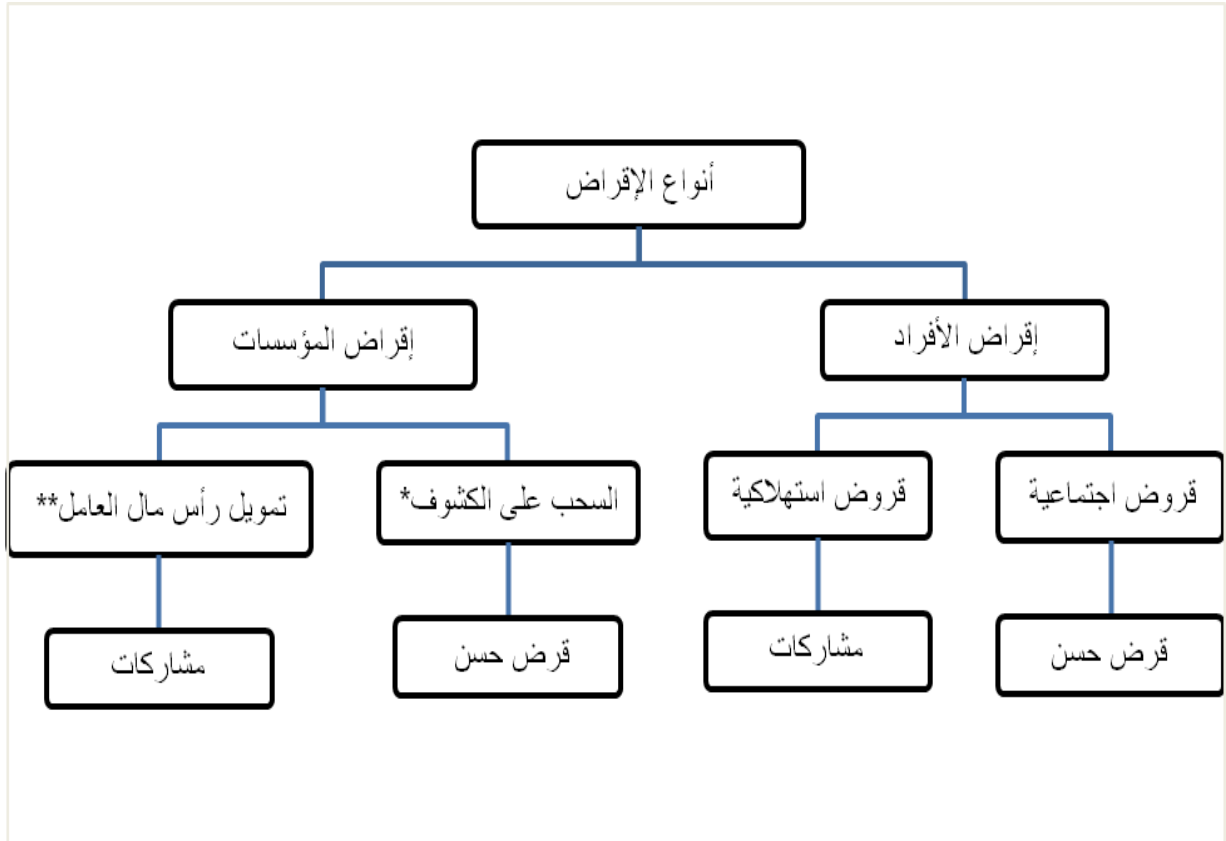 أنواع الإقراض
إقراض الأفراد
إقراض المؤسسات
قروض اجتماعية
قروض استهلاكية
السحب على الكشوف*
تمويل رأس مال العامل**
قرض حسن
مشاركات
قرض حسن
مشاركات